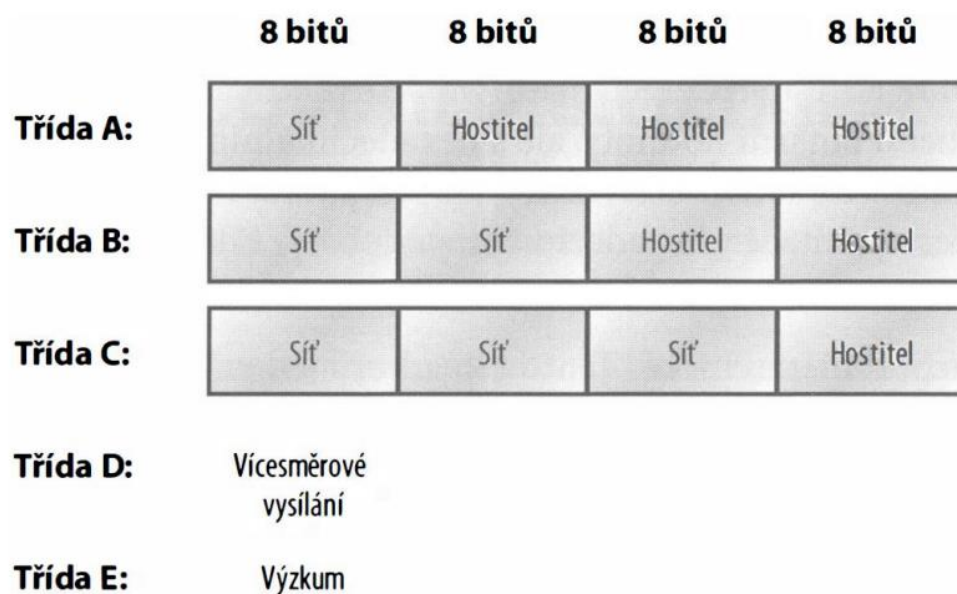 8 bitů 8 bitů 8 bitů 8 bitů
Třída A: Síť Hostitel Hostitel Hostitel
Třída B: Síť Síť Hostitel Hostitel
Třída C: Síť Síť Síť Hostitel
Třída D: Vícesměrové
vysílání
Třída E: Výzkum